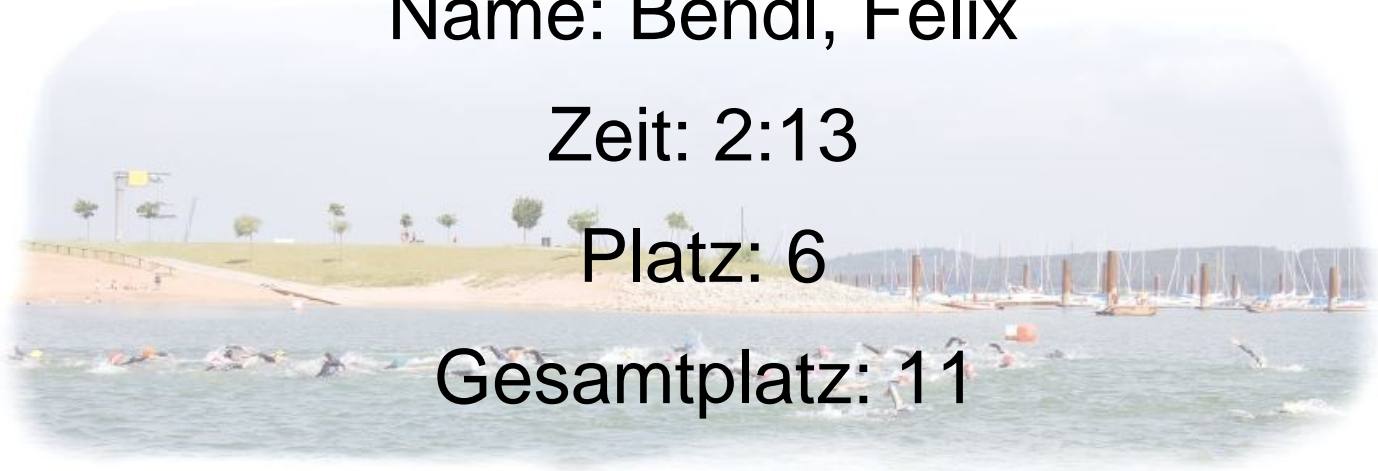 Name: Bendl, Felix
Zeit: 2:13
Platz: 6
Gesamtplatz: 11